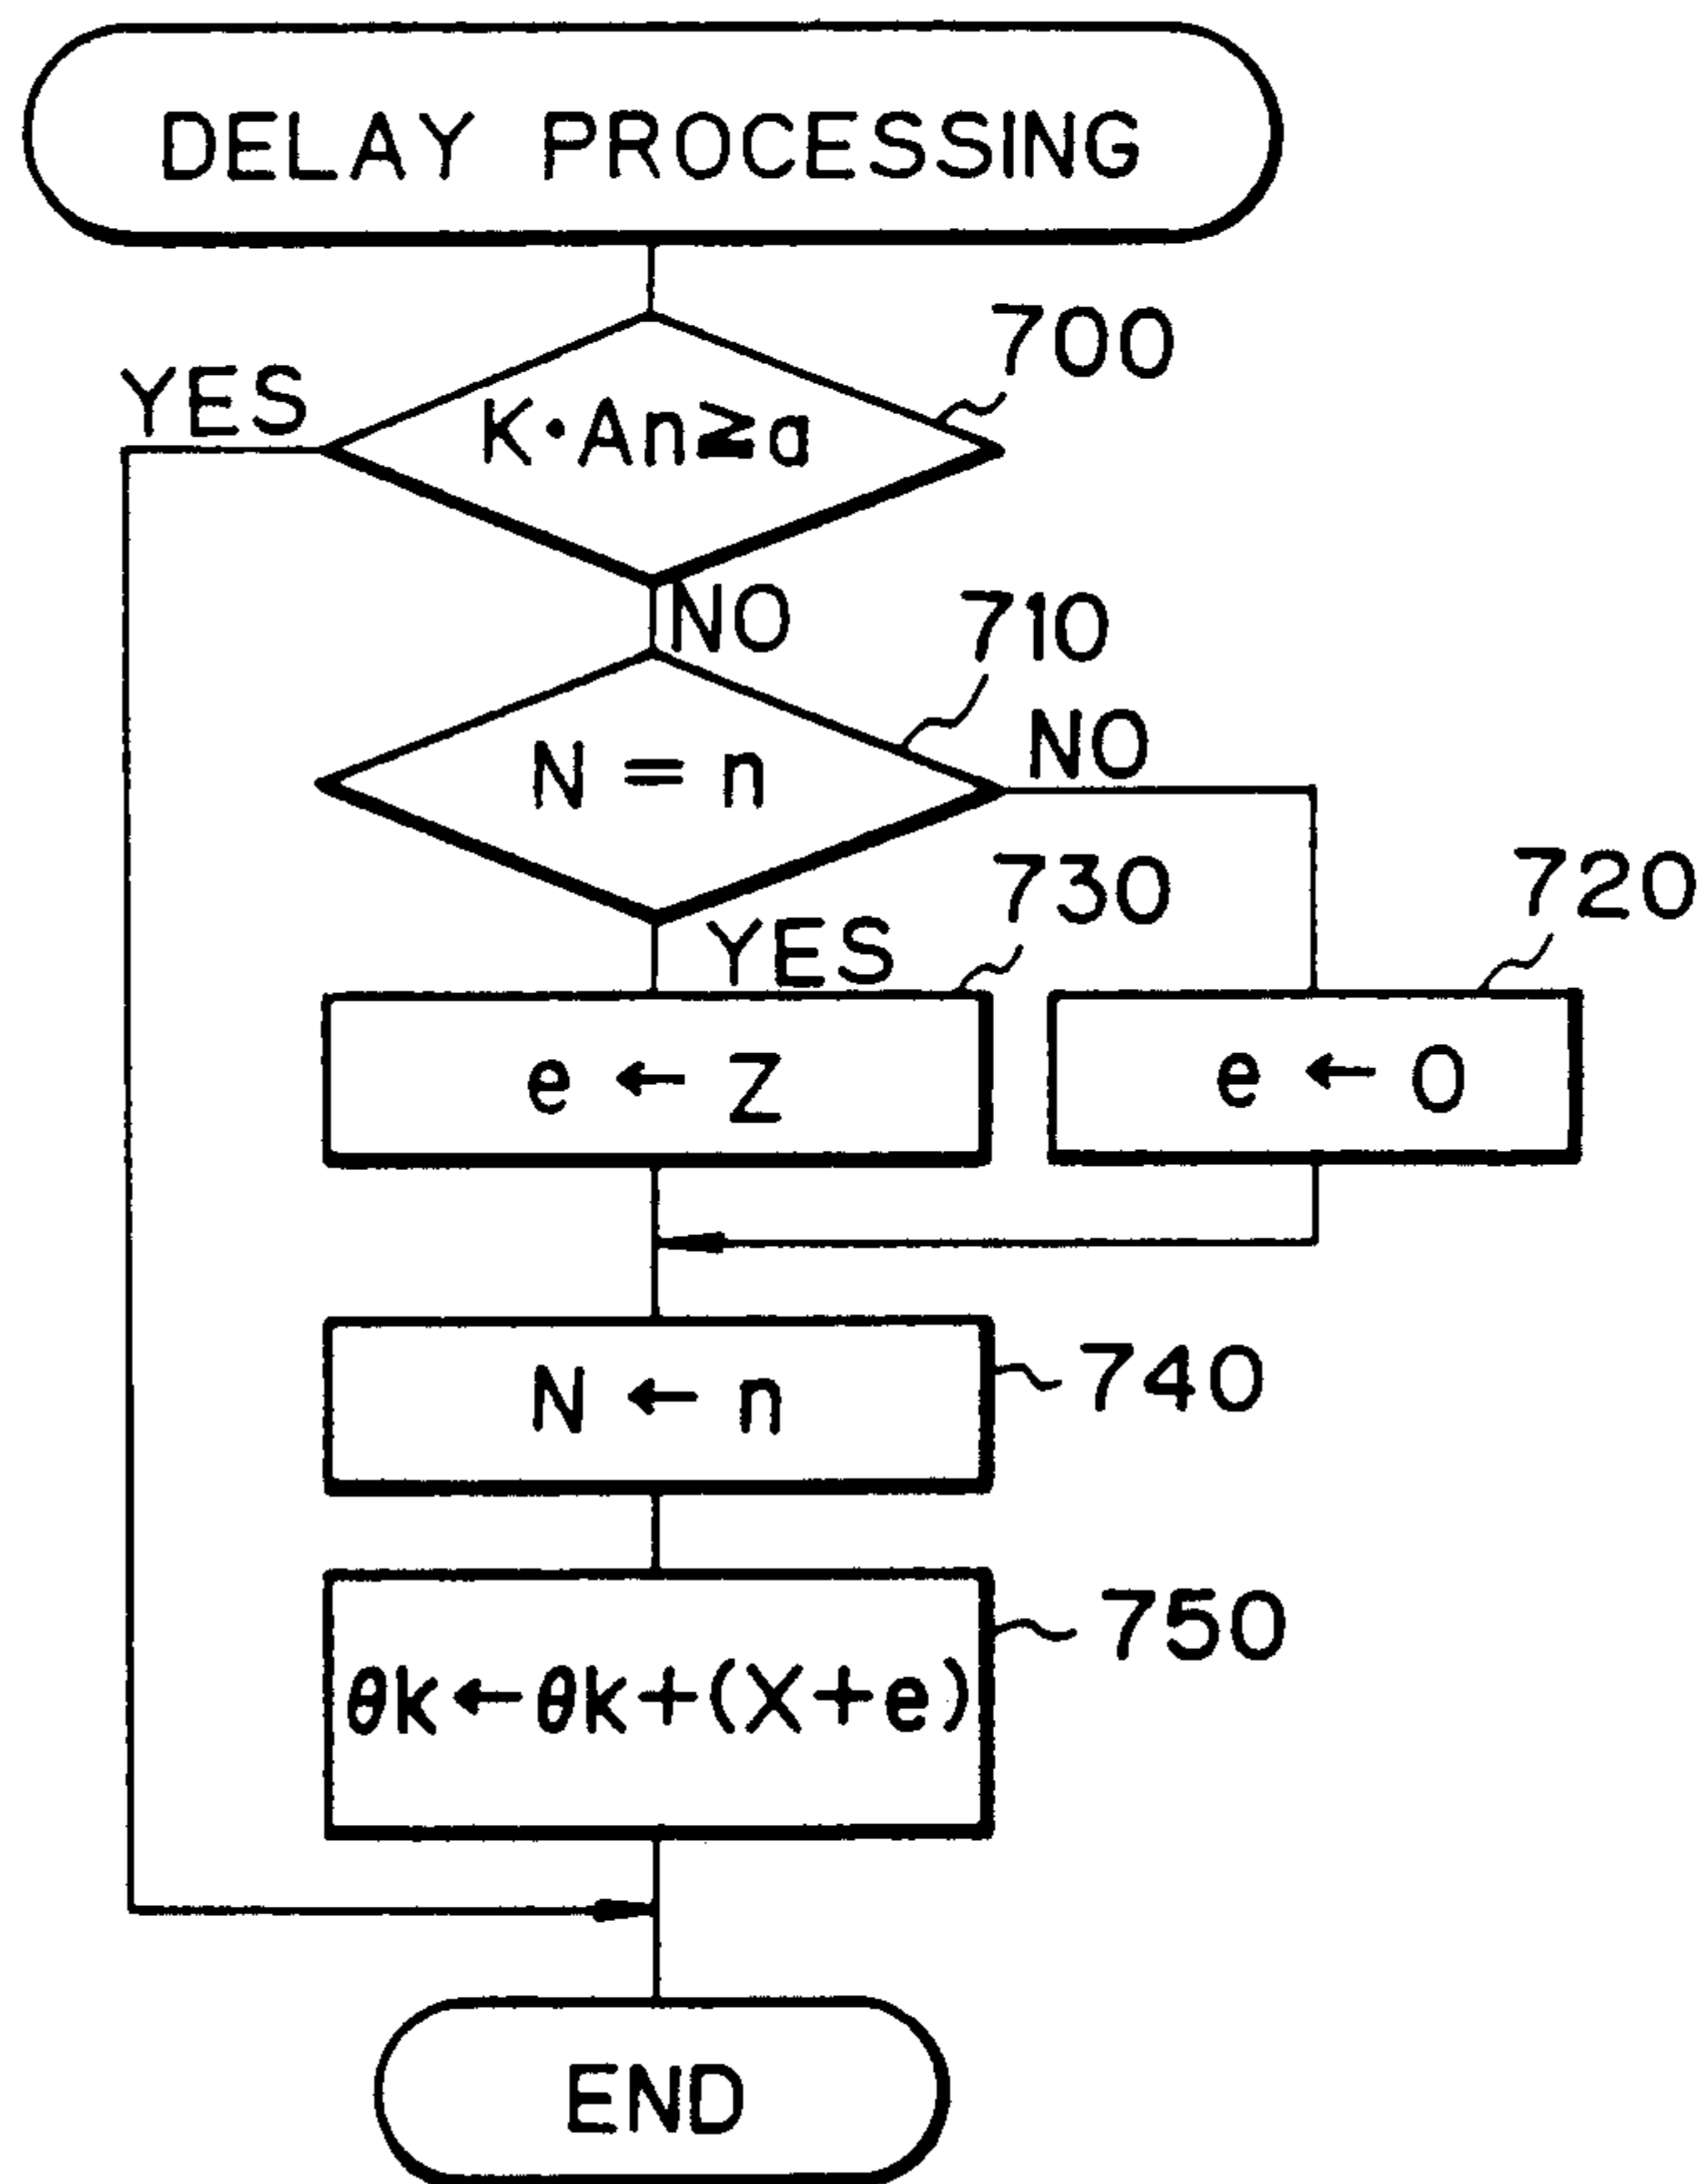 DELAY PROCESSING
700
YES
K·An≥a
NO
710
N = n
NO
730
720
YES
e ← Z
e ← 0
N ← n
740
750
θk←θk+(X+e)
END